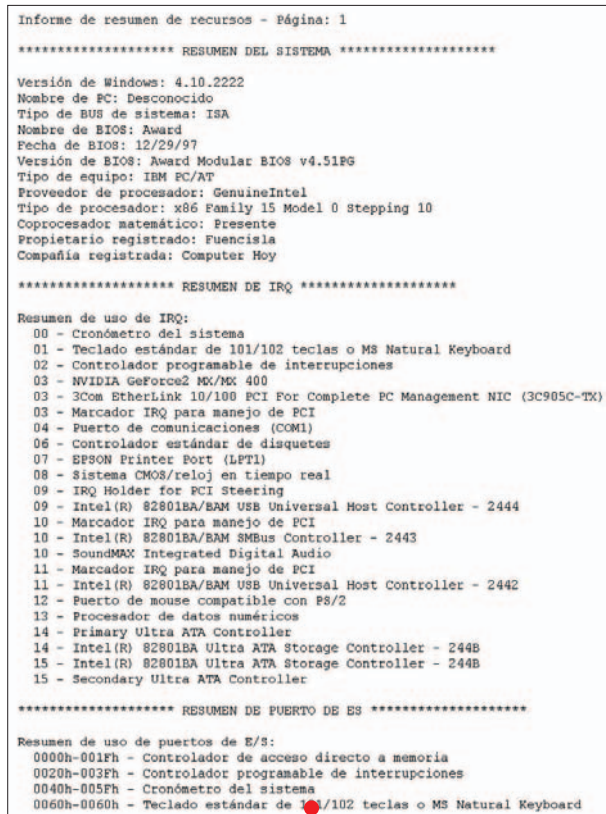 Informe de resumen de recursos - Página: 1
******************** RESUMEN DEL SISTEMA ********************
Versión de Windows: 4.10.2222
Nombre de PC: Desconocido
Tipo de BUS de sistema: ISA
Nombre de BIOS: Award
Fecha de BIOS: 12/29/97
Versión de BIOS: Award Modular BIOS v4.51PG
Tipo de equipo: IBM PC/AT
Proveedor de procesador: GenuineIntel
Tipo de procesador: x86 Family 15 Model 0 Stepping 10
Coprocesador matemático: Presente
Propietario registrado: Fuencisla
Compañía registrada: Computer Hoy
******************** RESUMEN DE IRQ ********************
Resumen de uso de IRQ:
00 - Cronómetro del sistema
01 - Teclado estándar de 101/102 teclas o MS Natural Keyboard
02 - Controlador programable de interrupciones
03 - NVIDIA GeForce2 MX/MX 400
03 - 3Com EtherLink 10/100 PCI For Complete PC Management NIC (3C905C-TX)
03 - Marcador IRQ para manejo de PCI
04 - Puerto de comunicaciones (COM1)
06 - Controlador estándar de disquetes
07 - EPSON Printer Port (LPT1)
08 - Sistema CMOS/reloj en tiempo real
09 - IRQ Holder for PCI Steering
09 - Intel(R) 82801BA/BAM USB Universal Host Controller - 2444
10 - Marcador IRQ para manejo de PCI
10 - Intel(R) 82801BA/BAM SMBus Controller - 2443
10 - SoundMAX Integrated Digital Audio
11 - Marcador IRQ para manejo de PCI
11 - Intel(R) 82801BA/BAM USB Universal Host Controller - 2442
12 - Puerto de mouse compatible con PS/2
13 - Procesador de datos numéricos
14 - Primary Ultra ATA Controller
14 - Intel(R) 82801BA Ultra ATA Storage Controller - 244B
15 - Intel(R) 82801BA Ultra ATA Storage Controller - 244B
15 - Secondary Ultra ATA Controller
******************** RESUMEN DE PUERTO DE ES ********************
Resumen de uso de puertos de E/S:
0000h-001Fh - Controlador de acceso directo a memoria
0020h-003Fh - Controlador programable de interrupciones
0040h-005Fh - Cronómetro del sistema
0060h-0060h - Teclado estándar de /102 teclas o MS Natural Keyboard